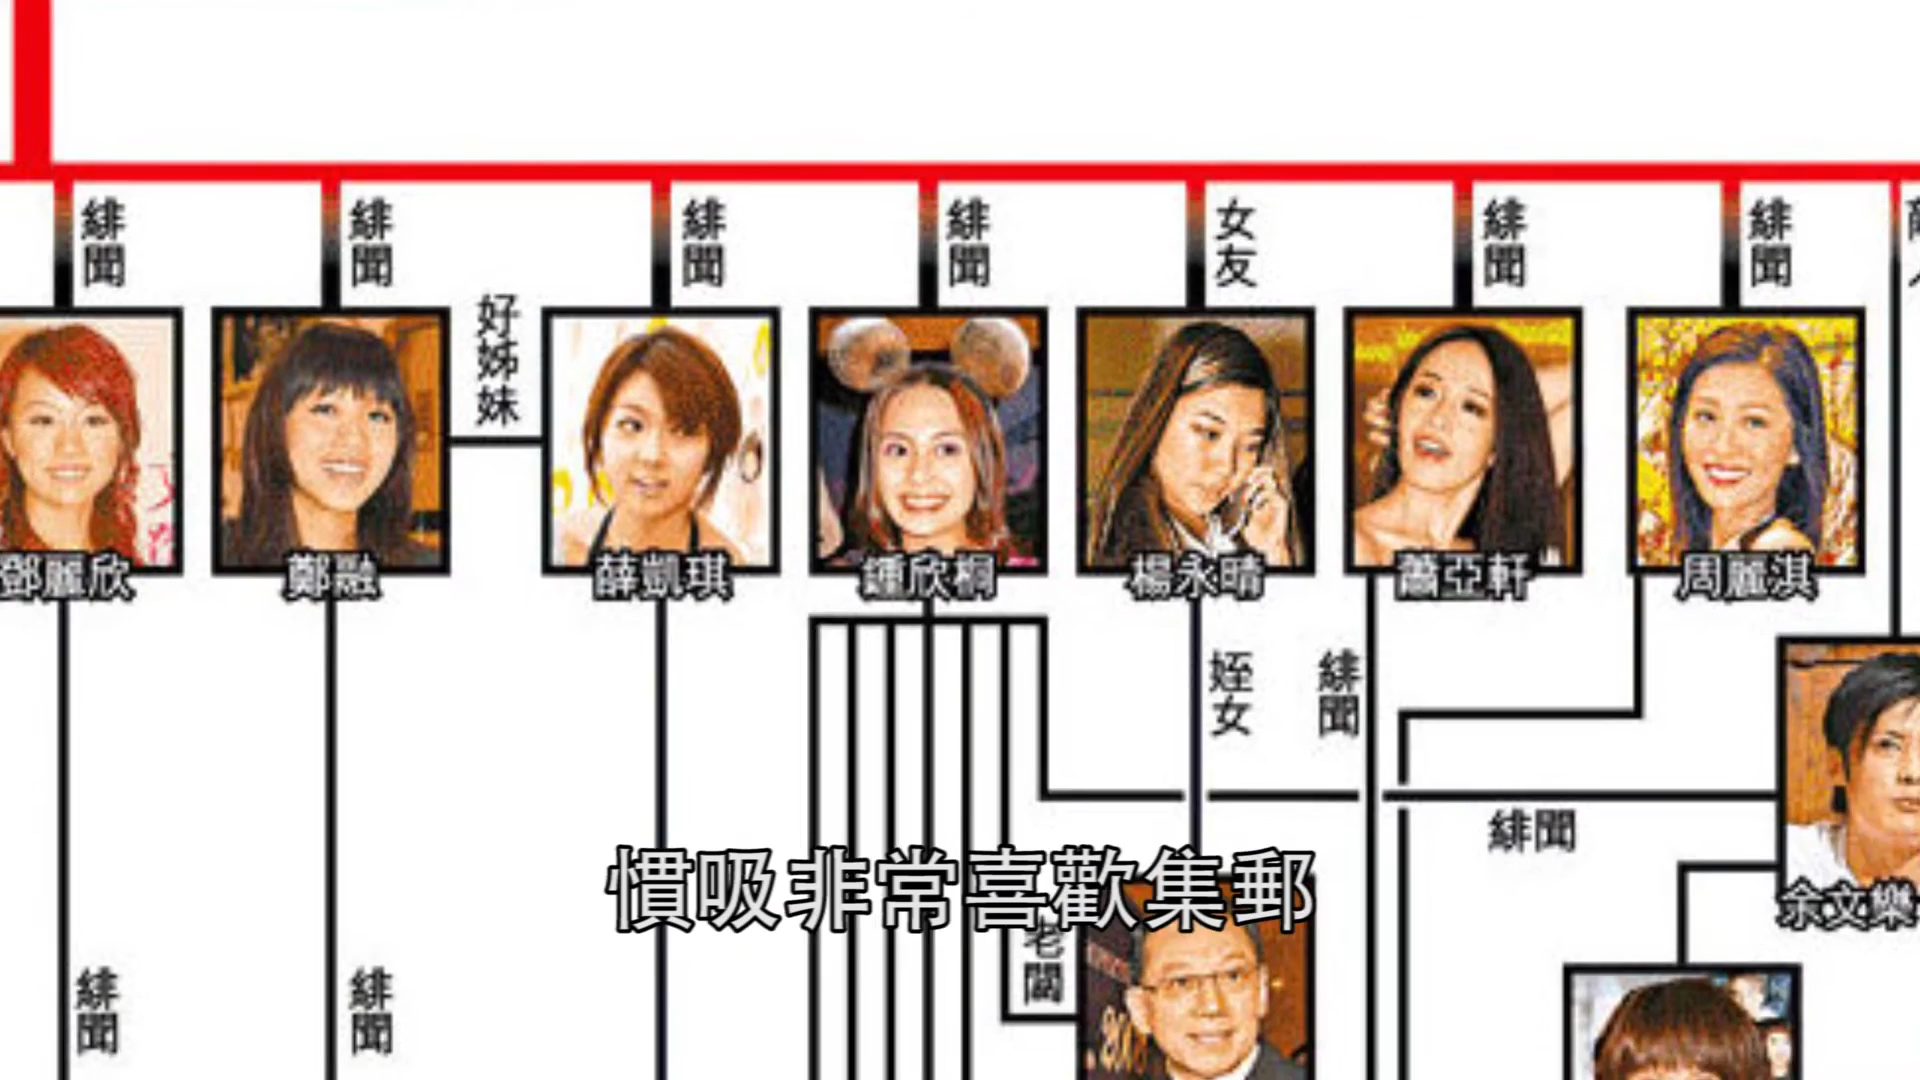 緋聞
緋聞
緋聞
緋聞
女友
緋聞
緋聞
好姊妹
鄧麗欣
鄭融
薛凱琪
鍾欣桐
楊永晴
蕭亞軒
周麗淇
姪女
緋聞
緋聞
余文樂
慣吸非常喜歡集郵
老闆
緋聞
緋聞